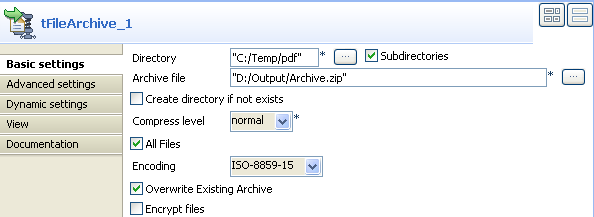 tFileArchive_1
Basic settings
Advanced settings
Dynamic settings
View
Documentation
Directory "C:/Temp/pdf" * ... Subdirectories
Archive file "D:/Output/Archive.zip" * ...
Create directory if not exists
Compress level normal *
All Files
Encoding ISO-8859-15
Overwrite Existing Archive
Encrypt files